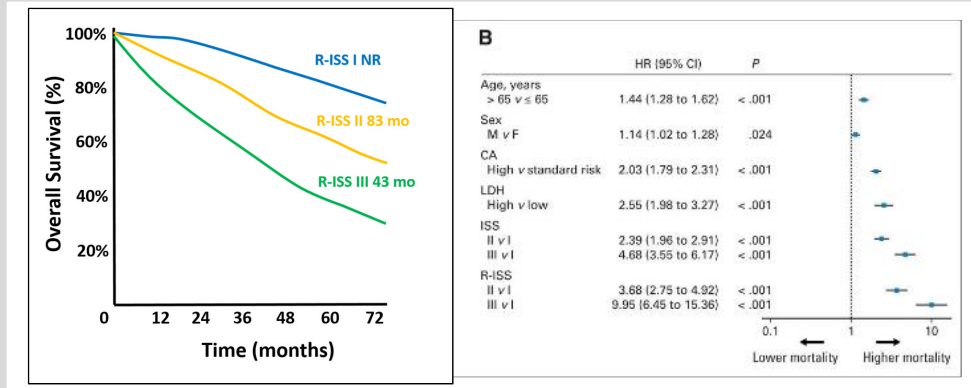 100%
80%
60%
40%
20%
0 12 24 36 48 60 72
Overall Survival (%)
Time (months)
R-ISS I NR
R-ISS II 83 mo
R-ISS III 43 mo
B
HR (95% CI) P
Age, years
> 65 v ≤ 65 1.44 (1.28 to 1.62) < .001
Sex
M v F 1.14 (1.02 to 1.28) .024
CA
High v standard risk 2.03 (1.79 to 2.31) < .001
LDH
High v low 2.55 (1.98 to 3.27) < .001
ISS
II v I 2.39 (1.96 to 2.91) < .001
III v I 4.68 (3.55 to 6.17) < .001
R-ISS
II v I 3.68 (2.75 to 4.92) < .001
III v I 9.95 (6.45 to 15.36) < .001
0.1 1 10
Lower mortality Higher mortality